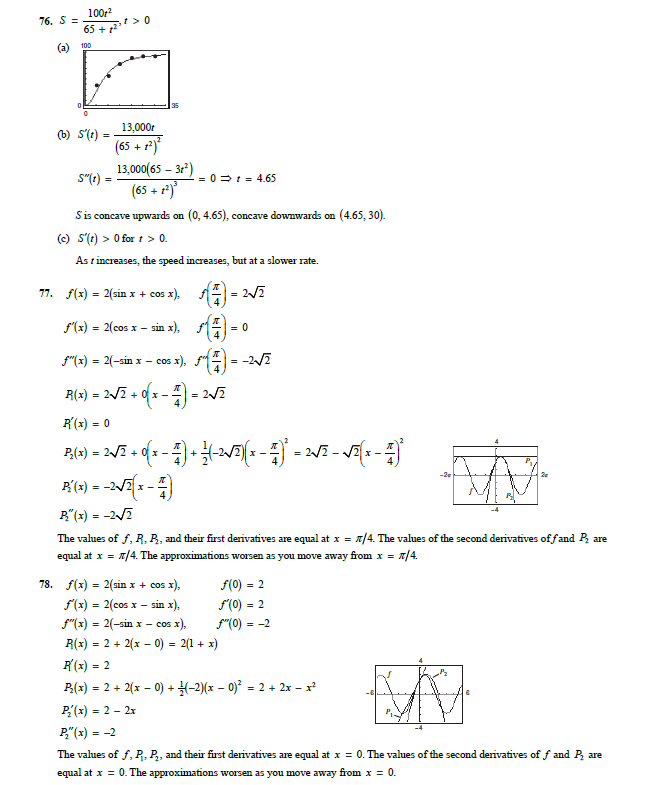 76. S = 100t² / (65 + t²), t > 0
(a)
100
0
35
0
(b) S′(t) = 13,000t / (65 + t²)²
S″(t) = 13,000(65 − 3t²) / (65 + t²)³ = 0 ⇒ t = 4.65
S is concave upwards on (0, 4.65), concave downwards on (4.65, 30).
(c) S′(t) > 0 for t > 0.
As t increases, the speed increases, but at a slower rate.
77. f(x) = 2(sin x + cos x), f(π/4) = 2√2
f′(x) = 2(cos x − sin x), f′(π/4) = 0
f″(x) = 2(−sin x − cos x), f″(π/4) = −2√2
P₁(x) = 2√2 + 0(x − π/4) = 2√2
P₁′(x) = 0
P₂(x) = 2√2 + 0(x − π/4) + ½(−2√2)(x − π/4)² = 2√2 − √2(x − π/4)²
P₂′(x) = −2√2(x − π/4)
P₂″(x) = −2√2
4
P₁
−2π
2π
f
P₂
−4
The values of f, P₁, P₂, and their first derivatives are equal at x = π/4. The values of the second derivatives of f and P₂ are
equal at x = π/4. The approximations worsen as you move away from x = π/4.
78. f(x) = 2(sin x + cos x), f(0) = 2
f′(x) = 2(cos x − sin x), f′(0) = 2
f″(x) = 2(−sin x − cos x), f″(0) = −2
P₁(x) = 2 + 2(x − 0) = 2(1 + x)
P₁′(x) = 2
P₂(x) = 2 + 2(x − 0) + ½(−2)(x − 0)² = 2 + 2x − x²
P₂′(x) = 2 − 2x
P₂″(x) = −2
4
f
P₂
−6
6
P₁
−4
The values of f, P₁, P₂, and their first derivatives are equal at x = 0. The values of the second derivatives of f and P₂ are
equal at x = 0. The approximations worsen as you move away from x = 0.